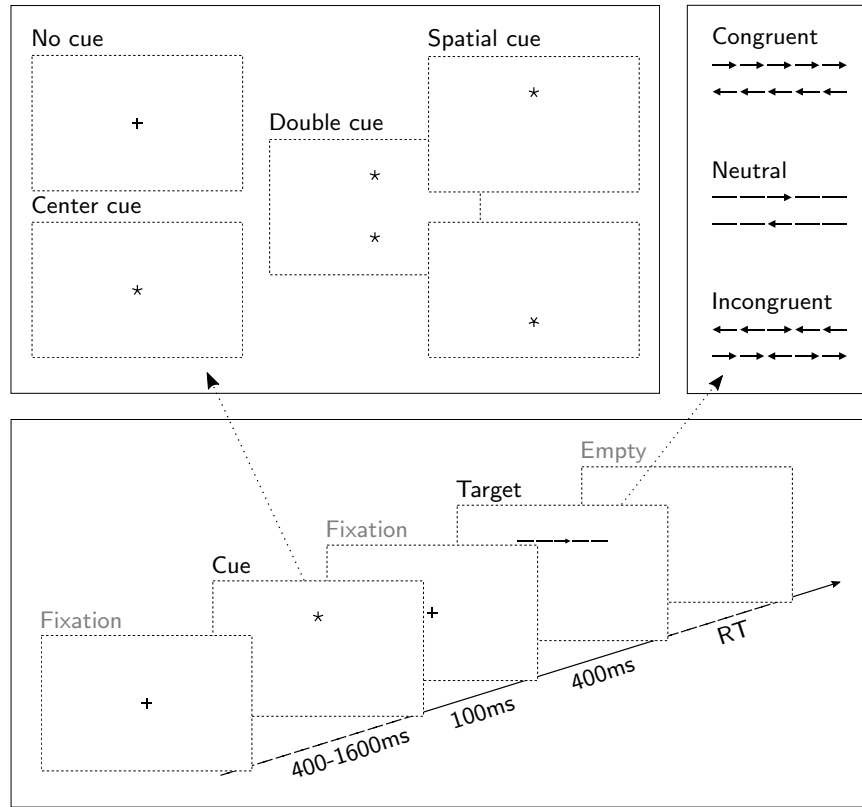 No cue
Spatial cue
Double cue
Center cue
Congruent
Neutral
Incongruent
Empty
Target
Fixation
Cue
Fixation
400-1600ms
100ms
400ms
RT